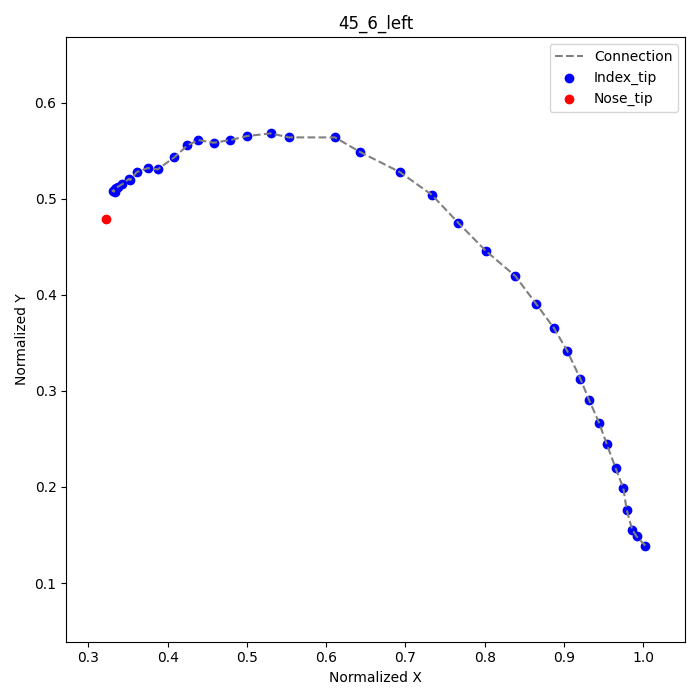 45_6_left
Connection
Index_tip
Nose_tip
0.6
0.5
0.4
0.3
0.2
0.1
Normalized Y
0.3 0.4 0.5 0.6 0.7 0.8 0.9 1.0
Normalized X